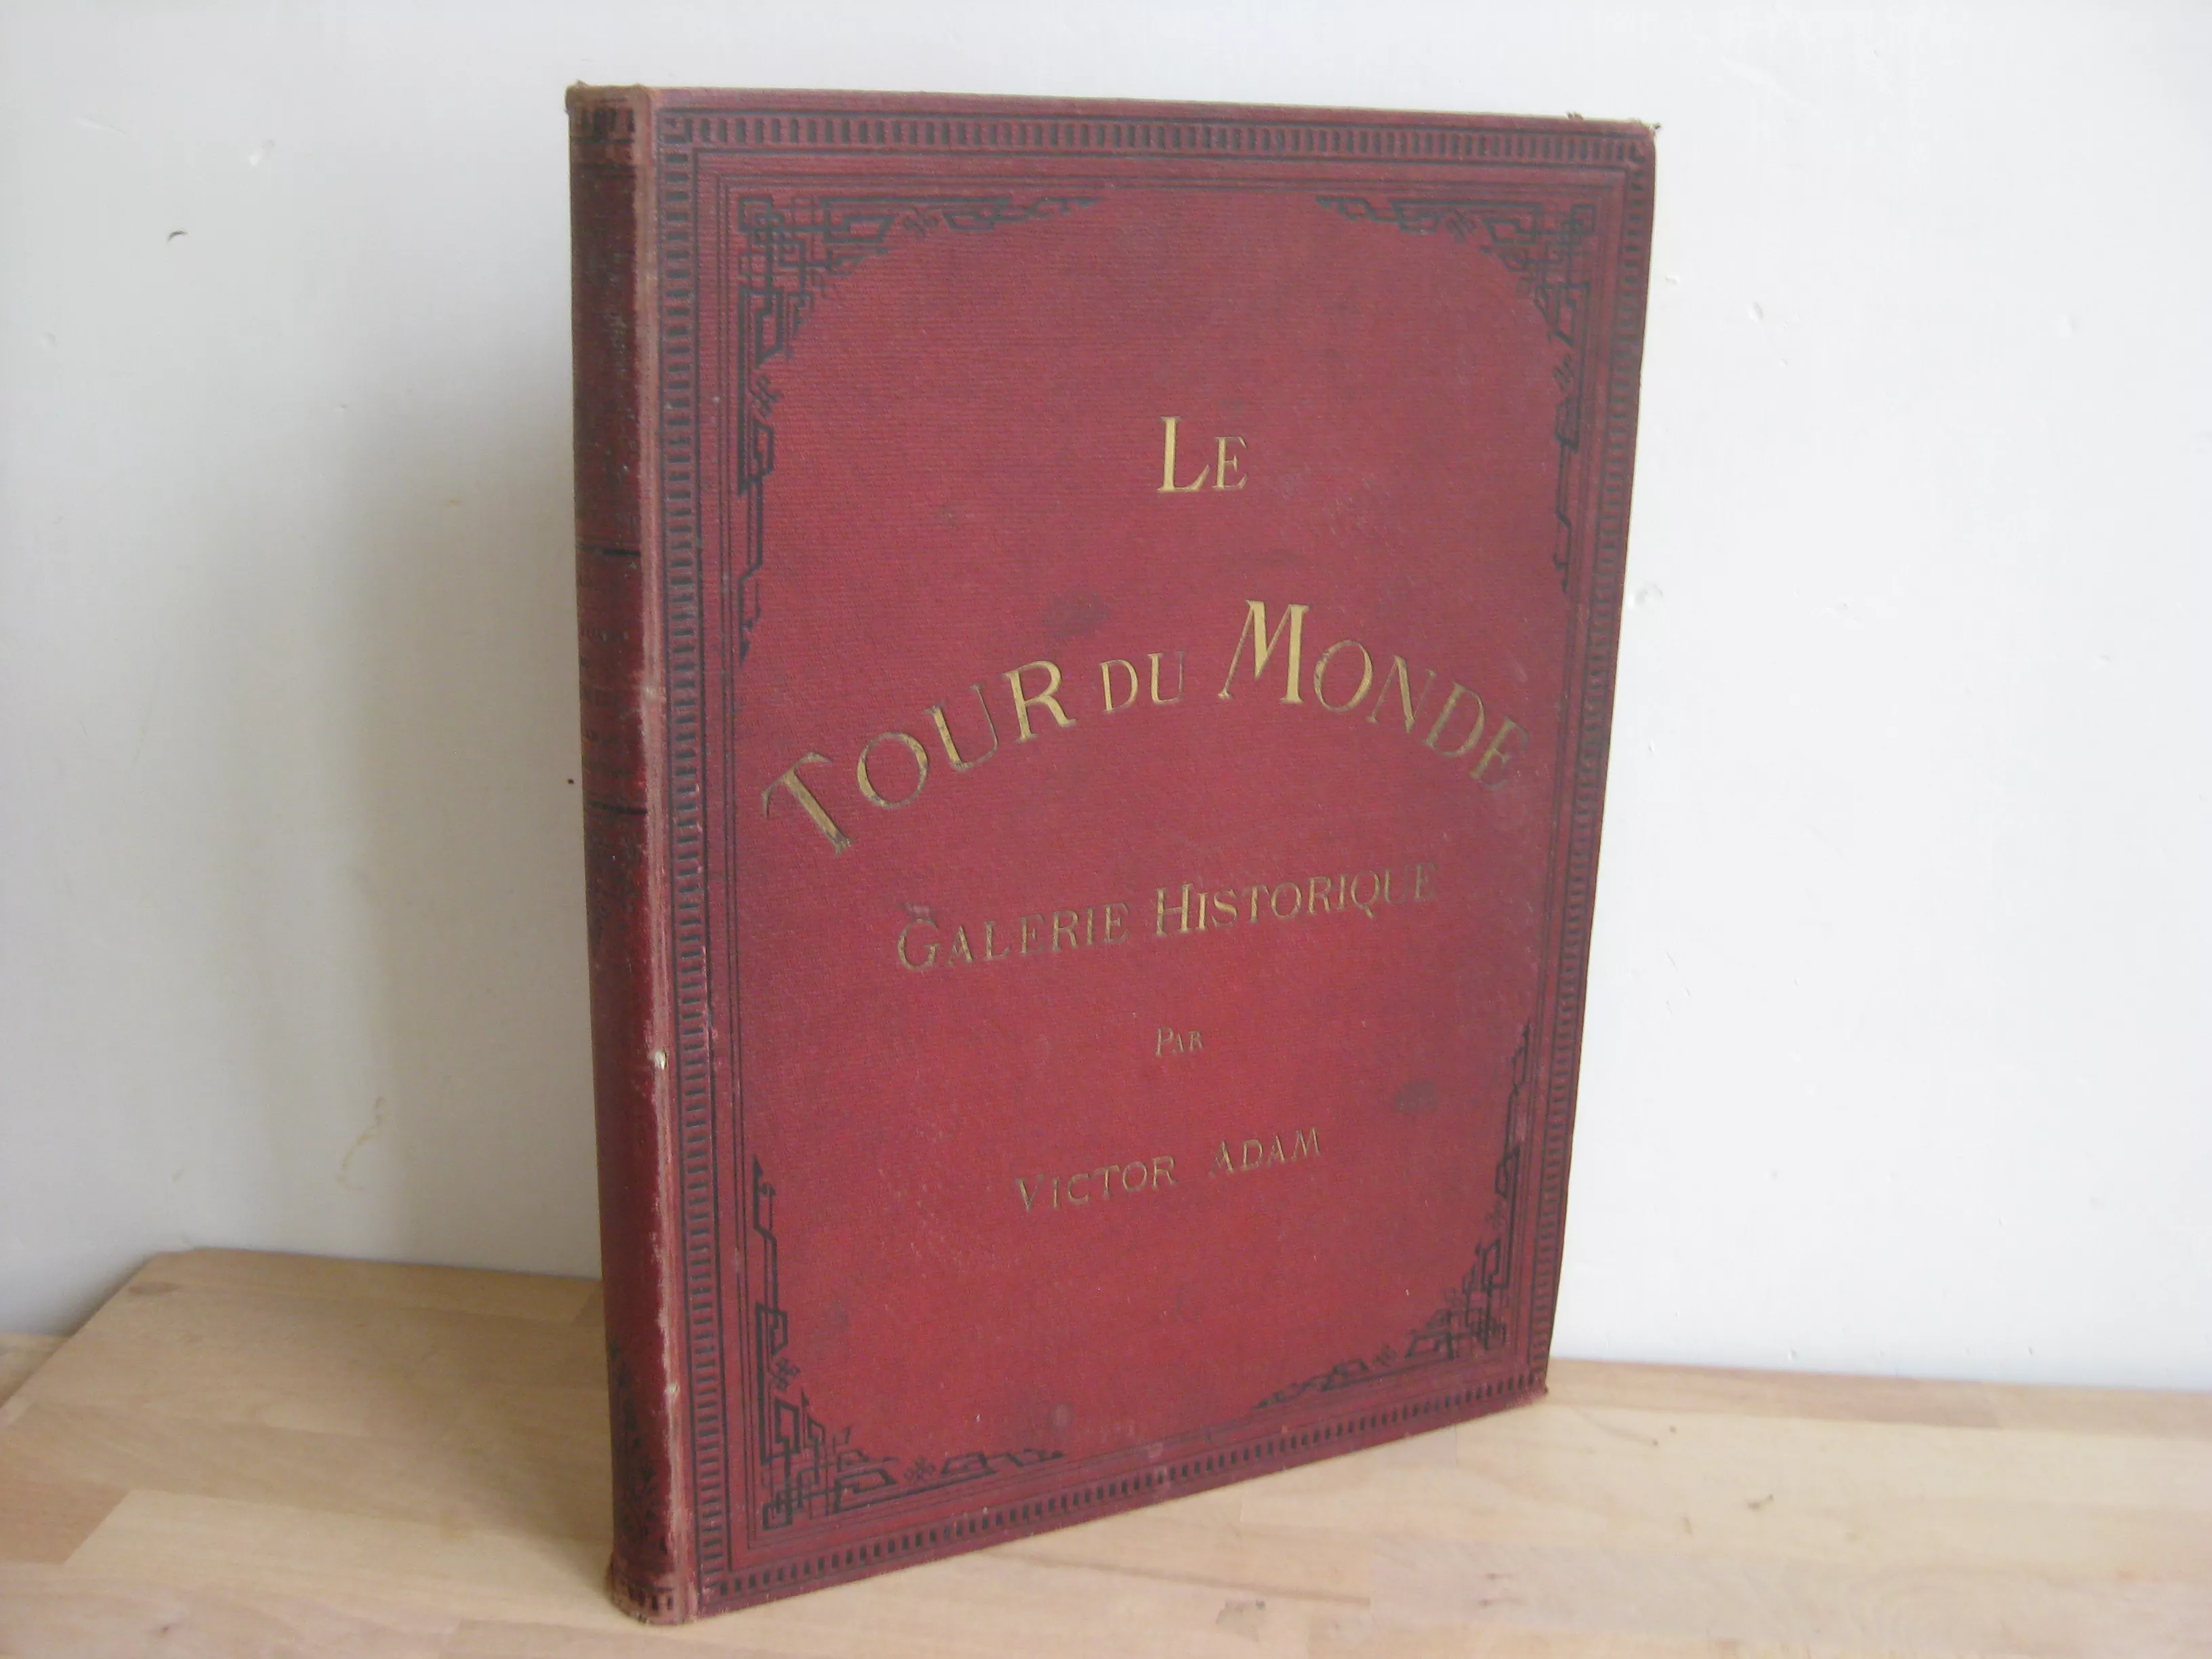 LE
TOUR DU MONDE
GALERIE HISTORIQUE
PAR
VICTOR ADAM